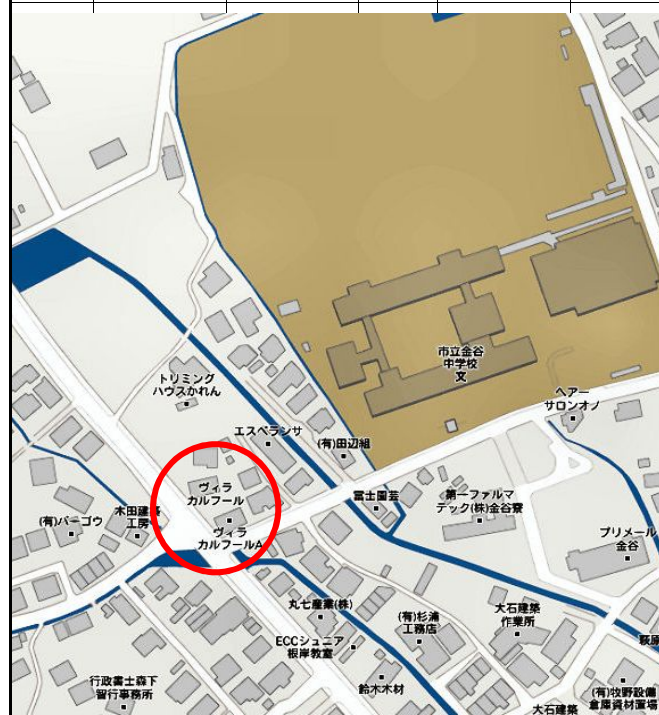 市立金谷
中学校
文
トリミング
ハウスかれん
ヘアー
サロンオノ
エスペランサ
(有)田辺組
ヴィラ
カルフール
冨士園芸
第一ファルマ
テック(株)金谷寮
(有)バーゴウ
木田建築
工房
ヴィラ
カルフールA
プリメール
金谷
丸七産業(株)
(有)杉浦
工務店
大石建築
作業所
ECCジュニア
根岸教室
萩原
行政書士森下
智行事務所
鈴木木材
(有)牧野設備
倉庫資材置場
大石建築